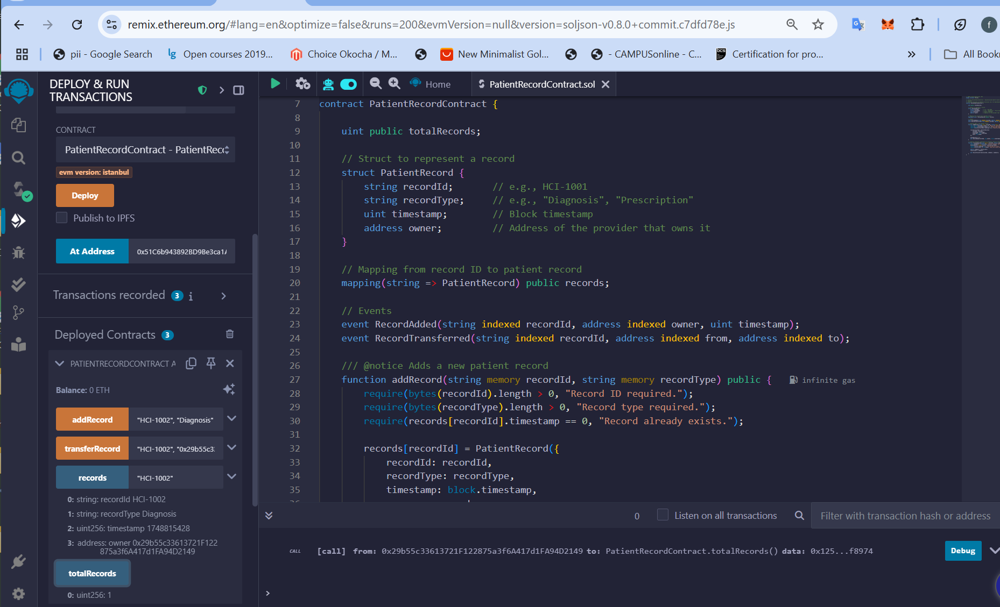 remix.ethereum.org/#lang=en&optimize=false&runs=200&evmVersion=null&version=soljson-v0.8.0+commit.c7dfd78e.js
f
pii - Google Search
Open courses 2019...
Choice Okocha / M...
New Minimalist Gol...
- CAMPUSonline - C...
bcs
Certification for pro...
»
All Book
DEPLOY & RUN
TRANSACTIONS
Home
PatientRecordContract.sol
CONTRACT
PatientRecordContract - PatientRec
evm version: istanbul
Deploy
Publish to IPFS
At Address
0x51C6b943892BD9Be3ca1
Transactions recorded 3 i
Deployed Contracts 3
PATIENTRECORDCONTRACT A
Balance: 0 ETH
addRecord
"HCI-1002", "Diagnosis"
transferRecord
"HCI-1002", "0x29b55c3
records
"HCI-1002"
0: string: recordId HCI-1002
1: string: recordType Diagnosis
2: uint256: timestamp 1748815428
3: address: owner 0x29b55c33613721F122
875a3f6A417d1FA94D2149
totalRecords
0: uint256: 1
7 contract PatientRecordContract {
8
9 uint public totalRecords;
10
11 // Struct to represent a record
12 struct PatientRecord {
13 string recordId; // e.g., HCI-1001
14 string recordType; // e.g., "Diagnosis", "Prescription"
15 uint timestamp; // Block timestamp
16 address owner; // Address of the provider that owns it
17 }
18
19 // Mapping from record ID to patient record
20 mapping(string => PatientRecord) public records;
21
22 // Events
23 event RecordAdded(string indexed recordId, address indexed owner, uint timestamp);
24 event RecordTransferred(string indexed recordId, address indexed from, address indexed to);
25
26 /// @notice Adds a new patient record
27 function addRecord(string memory recordId, string memory recordType) public { infinite gas
28 require(bytes(recordId).length > 0, "Record ID required.");
29 require(bytes(recordType).length > 0, "Record type required.");
30 require(records[recordId].timestamp == 0, "Record already exists.");
31
32 records[recordId] = PatientRecord({
33 recordId: recordId,
34 recordType: recordType,
35 timestamp: block.timestamp,
0
Listen on all transactions
Filter with transaction hash or address
CALL
[call] from: 0x29b55c33613721F122875a3f6A417d1FA94D2149 to: PatientRecordContract.totalRecords() data: 0x125...f8974
Debug
>